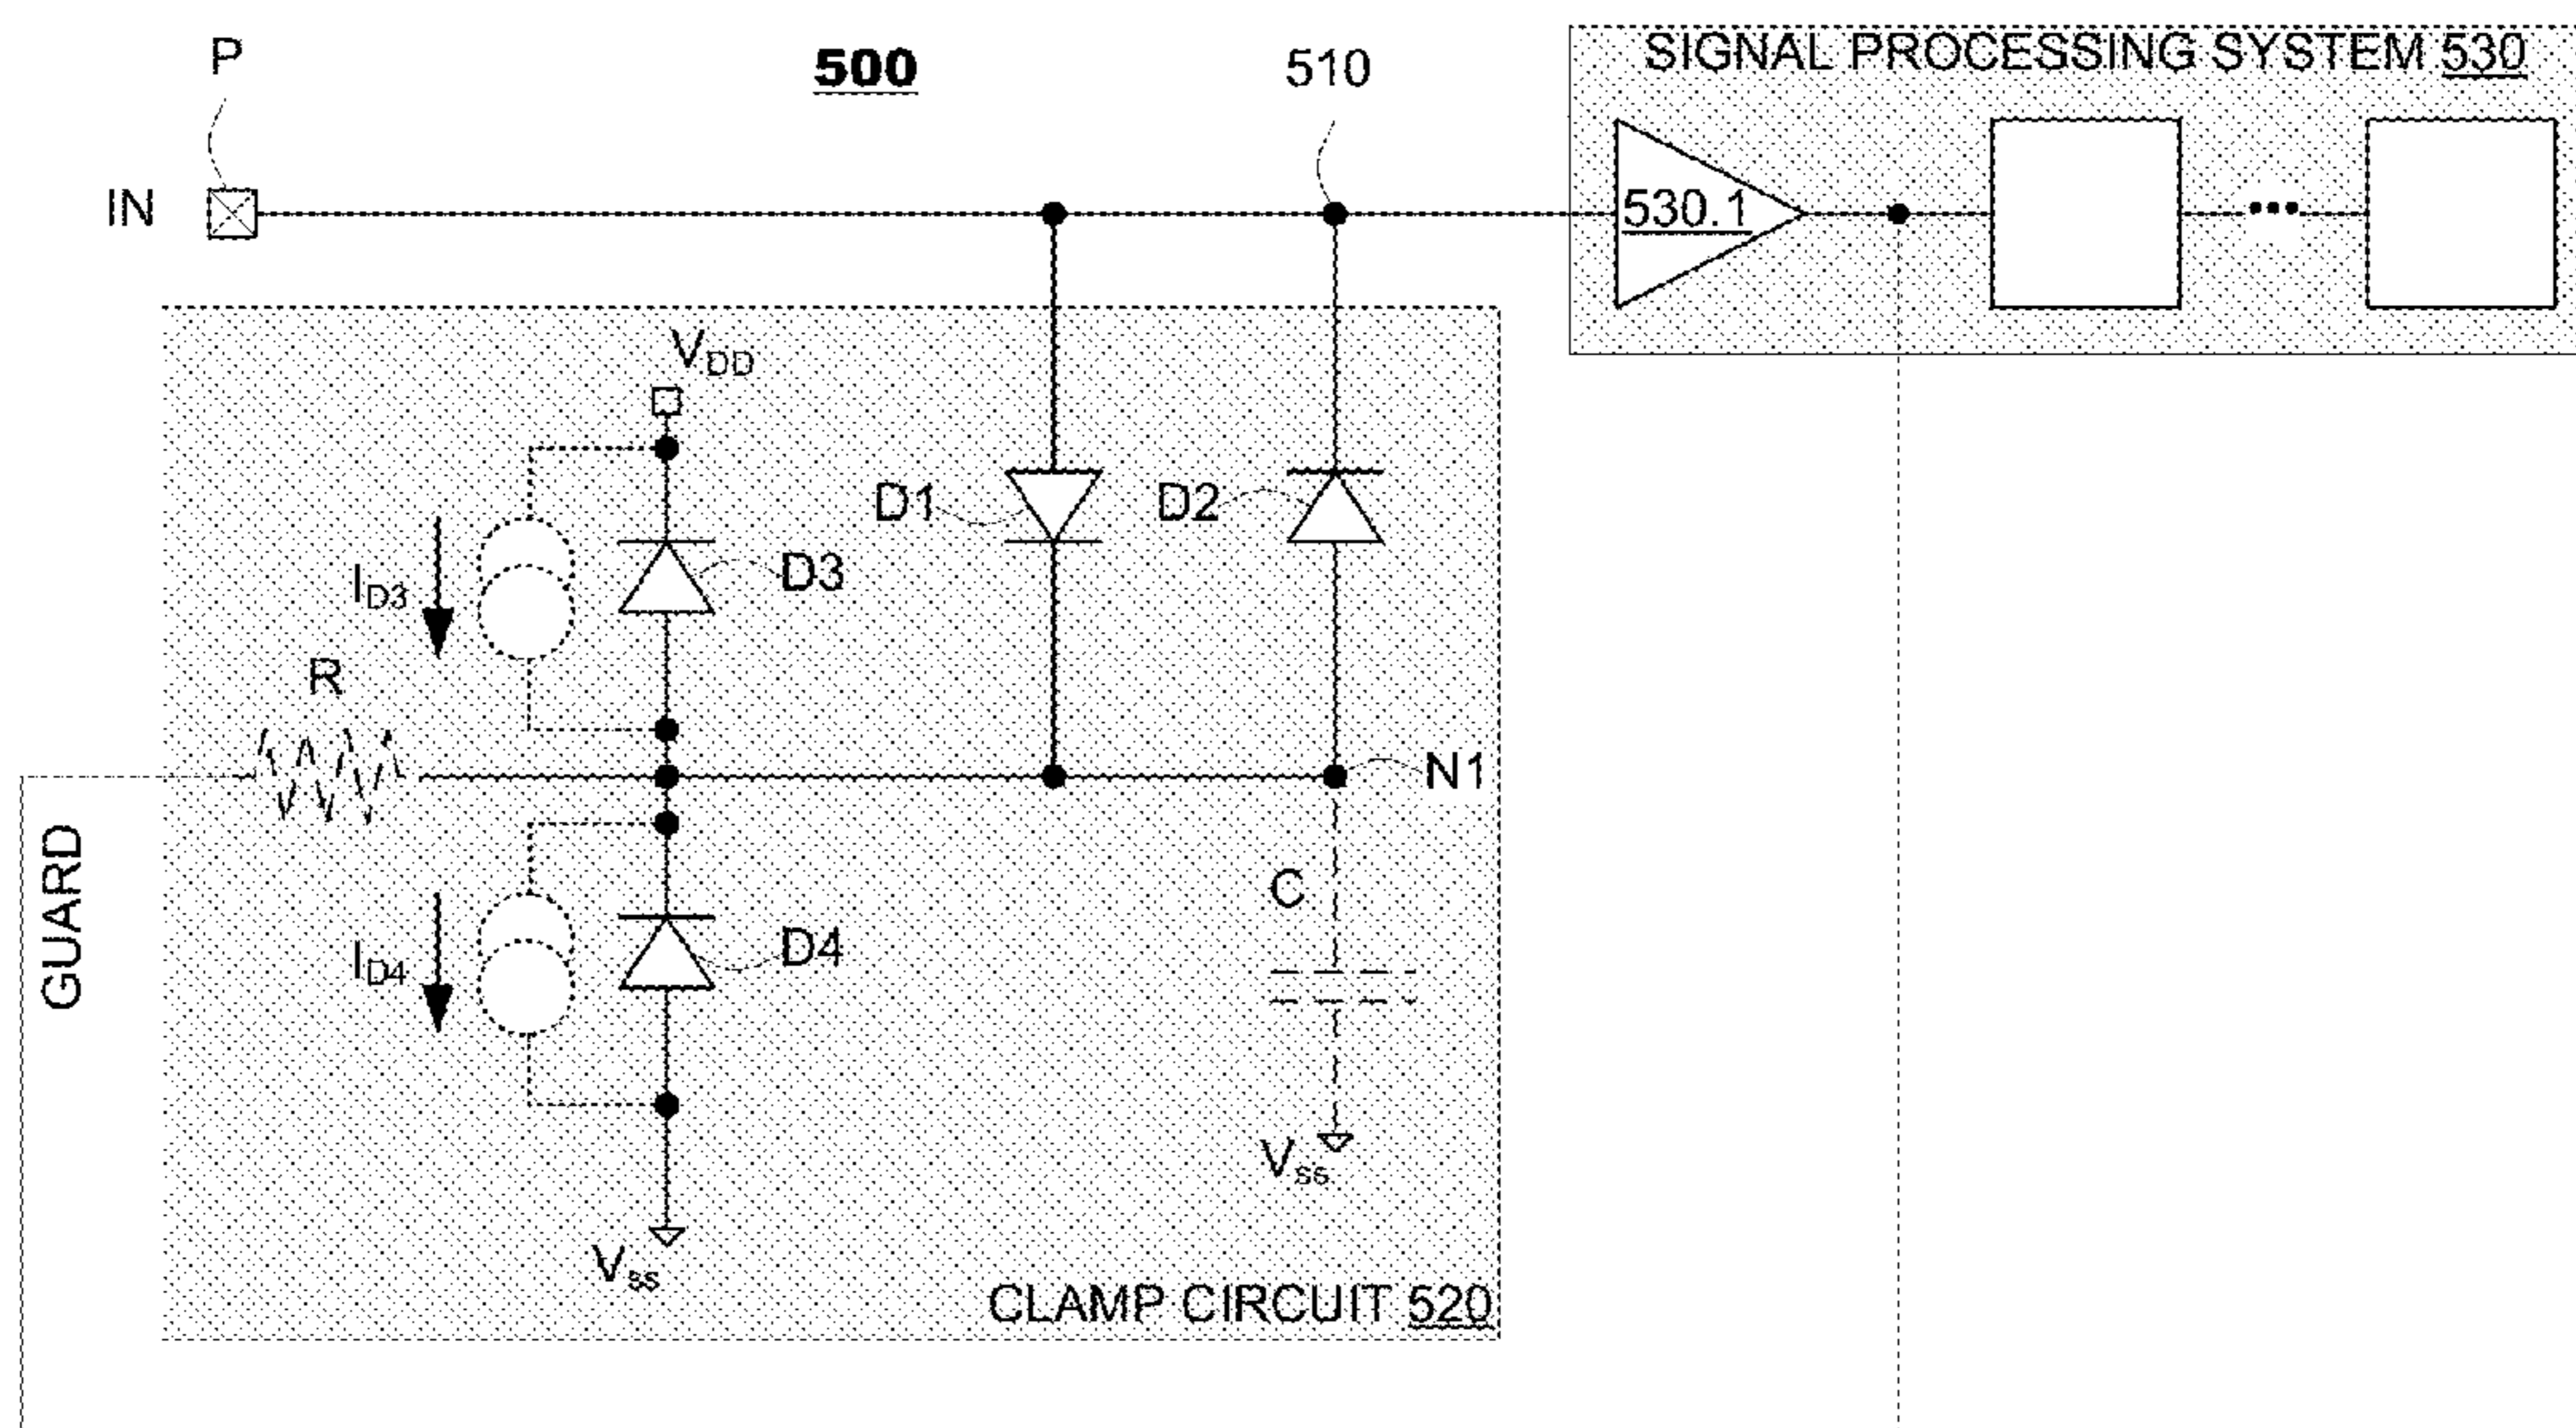 P
500
510
SIGNAL PROCESSING SYSTEM 530
IN
530.1
VDD
D1
D2
D3
ID3
R
N1
GUARD
C
D4
ID4
Vss
Vss
CLAMP CIRCUIT 520